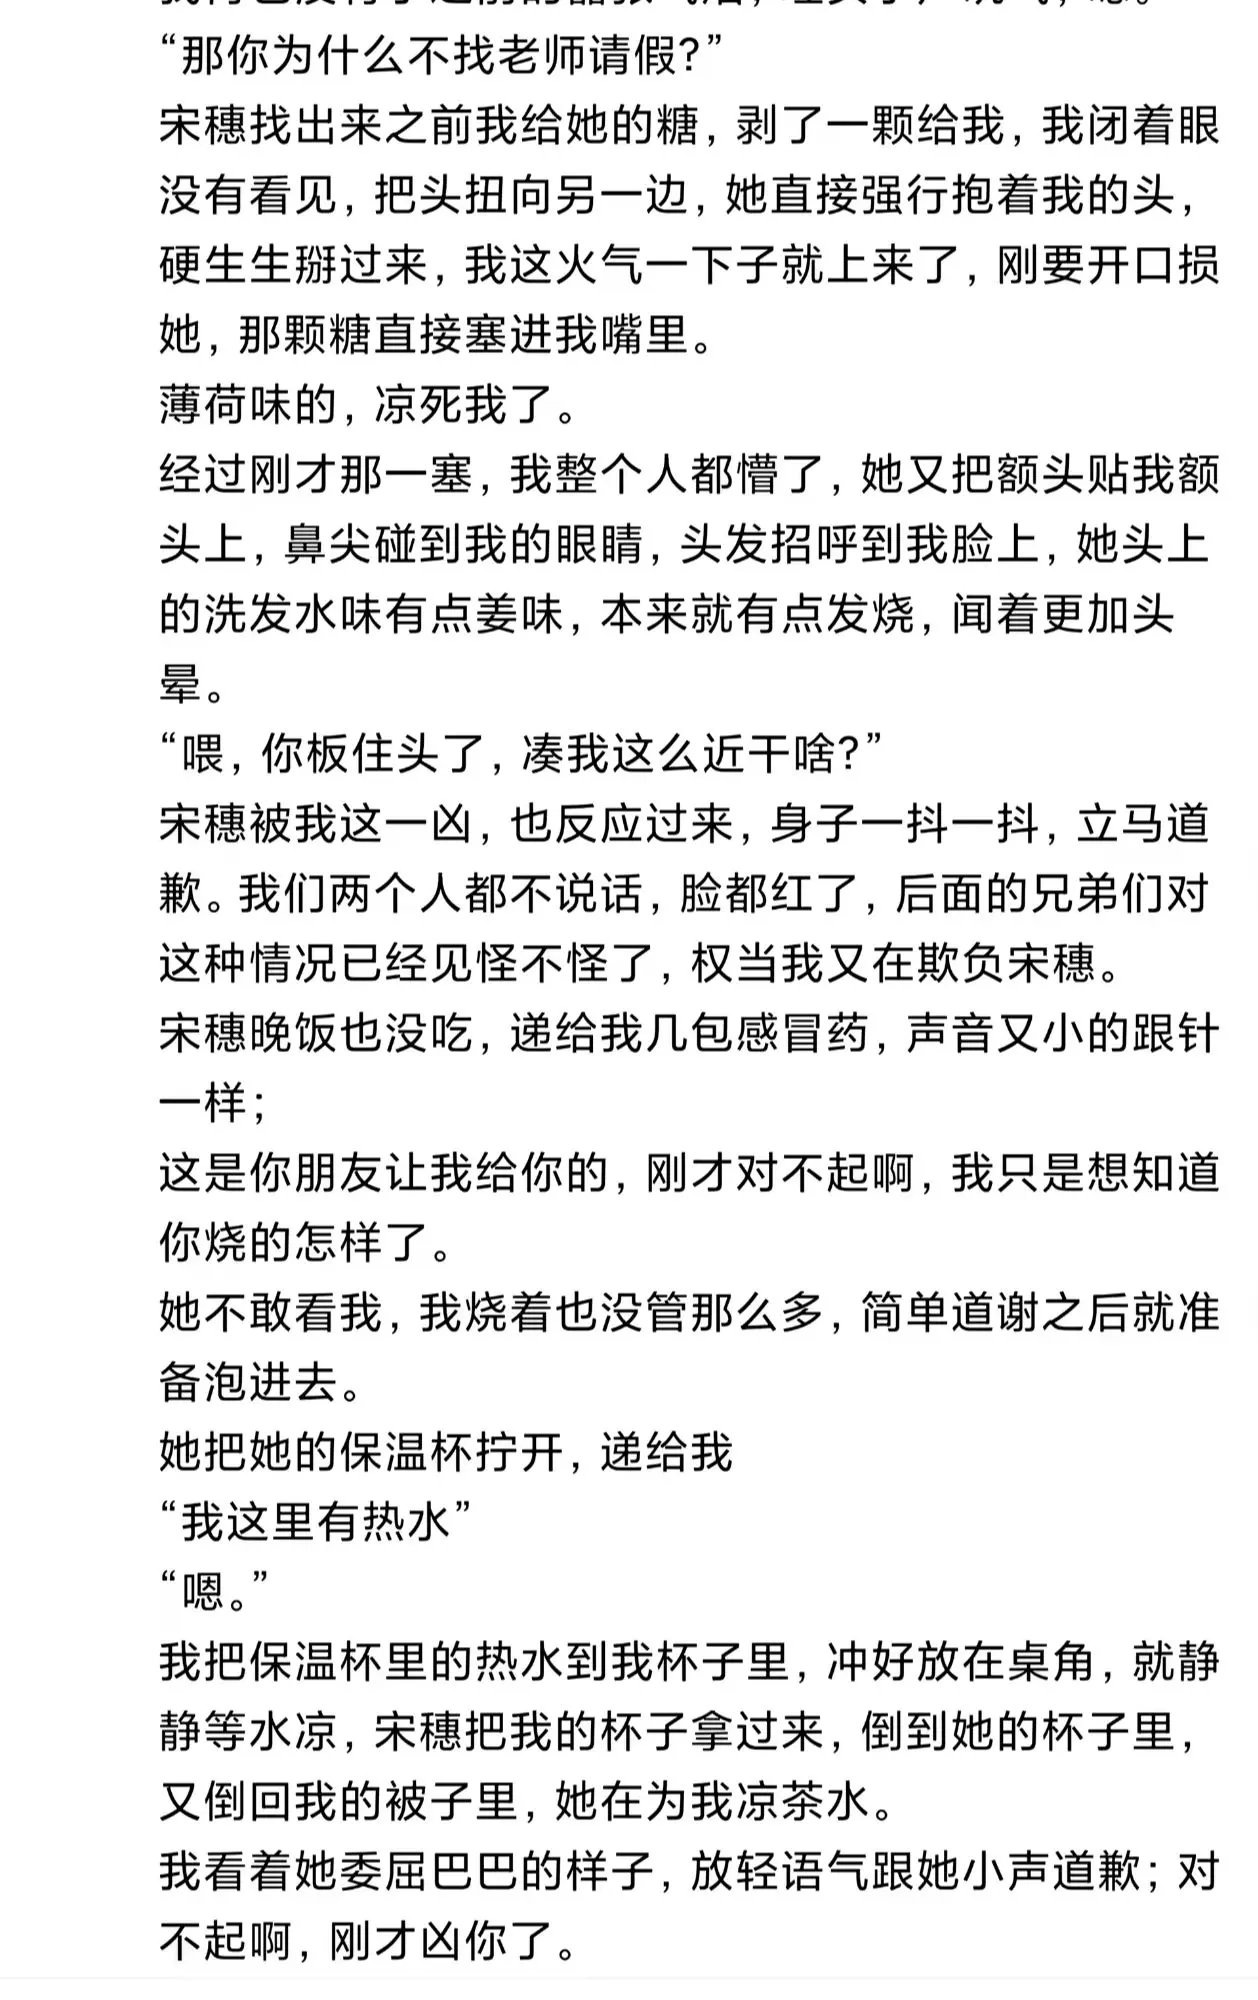 “那你为什么不找老师请假?”
宋穗找出来之前我给她的糖，剥了一颗给我，我闭着眼
没有看见，把头扭向另一边，她直接强行抱着我的头，
硬生生掰过来，我这火气一下子就上来了，刚要开口损
她，那颗糖直接塞进我嘴里。
薄荷味的，凉死我了。
经过刚才那一塞，我整个人都懵了，她又把额头贴我额
头上，鼻尖碰到我的眼睛，头发招呼到我脸上，她头上
的洗发水味有点姜味，本来就有点发烧，闻着更加头
晕。
“喂，你板住头了，凑我这么近干啥?”
宋穗被我这一凶，也反应过来，身子一抖一抖，立马道
歉。我们两个人都不说话，脸都红了，后面的兄弟们对
这种情况已经见怪不怪了，权当我又在欺负宋穗。
宋穗晚饭也没吃，递给我几包感冒药，声音又小的跟针
一样；
这是你朋友让我给你的，刚才对不起啊，我只是想知道
你烧的怎样了。
她不敢看我，我烧着也没管那么多，简单道谢之后就准
备泡进去。
她把她的保温杯拧开，递给我
“我这里有热水”
“嗯。”
我把保温杯里的热水到我杯子里，冲好放在桌角，就静
静等水凉，宋穗把我的杯子拿过来，倒到她的杯子里，
又倒回我的被子里，她在为我凉茶水。
我看着她委屈巴巴的样子，放轻语气跟她小声道歉；对
不起啊，刚才凶你了。